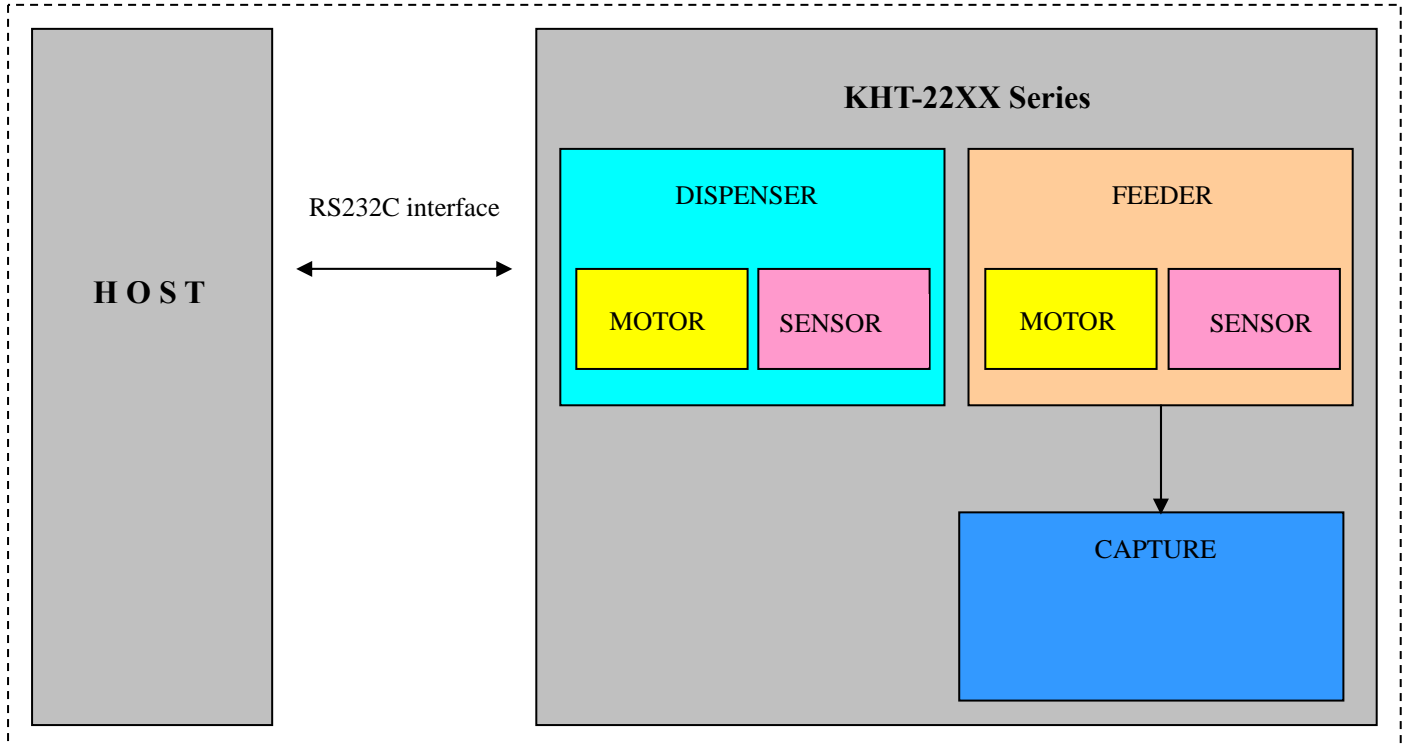 KHT-22XX Series
RS232C interface
H O S T
DISPENSER
MOTOR
SENSOR
FEEDER
MOTOR
SENSOR
CAPTURE